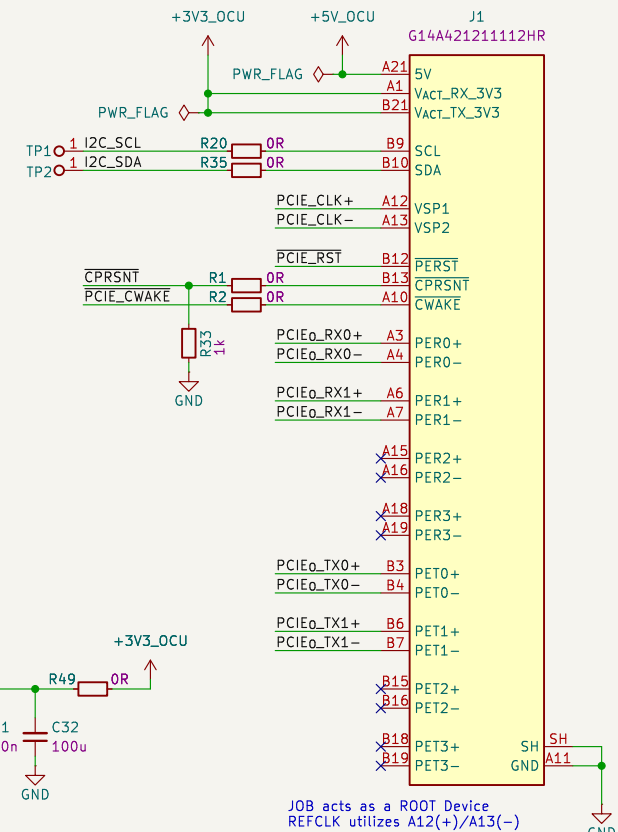 +3V3_OCU
+5V_OCU
J1
G14A421211112HR
PWR_FLAG
A21
5V
A1
VACT_RX_3V3
PWR_FLAG
B21
VACT_TX_3V3
TP1
1
I2C_SCL
R20
0R
B9
SCL
TP2
1
I2C_SDA
R35
0R
B10
SDA
PCIE_CLK+
A12
VSP1
PCIE_CLK-
A13
VSP2
PCIE_RST
B12
PERST
CPRSNT
R1
0R
B13
CPRSNT
PCIE_CWAKE
R2
0R
A10
CWAKE
R33
1k
GND
PCIE0_RX0+
A3
PER0+
PCIE0_RX0-
A4
PER0-
PCIE0_RX1+
A6
PER1+
PCIE0_RX1-
A7
PER1-
A15
PER2+
A16
PER2-
A18
PER3+
A19
PER3-
PCIE0_TX0+
B3
PET0+
PCIE0_TX0-
B4
PET0-
PCIE0_TX1+
B6
PET1+
PCIE0_TX1-
B7
PET1-
+3V3_OCU
R49
0R
B15
PET2+
B16
PET2-
1
C32
0n
100u
GND
B18
PET3+
SH
SH
B19
PET3-
GND
A11
JOB acts as a ROOT Device
REFCLK utilizes A12(+)/A13(-)
GND